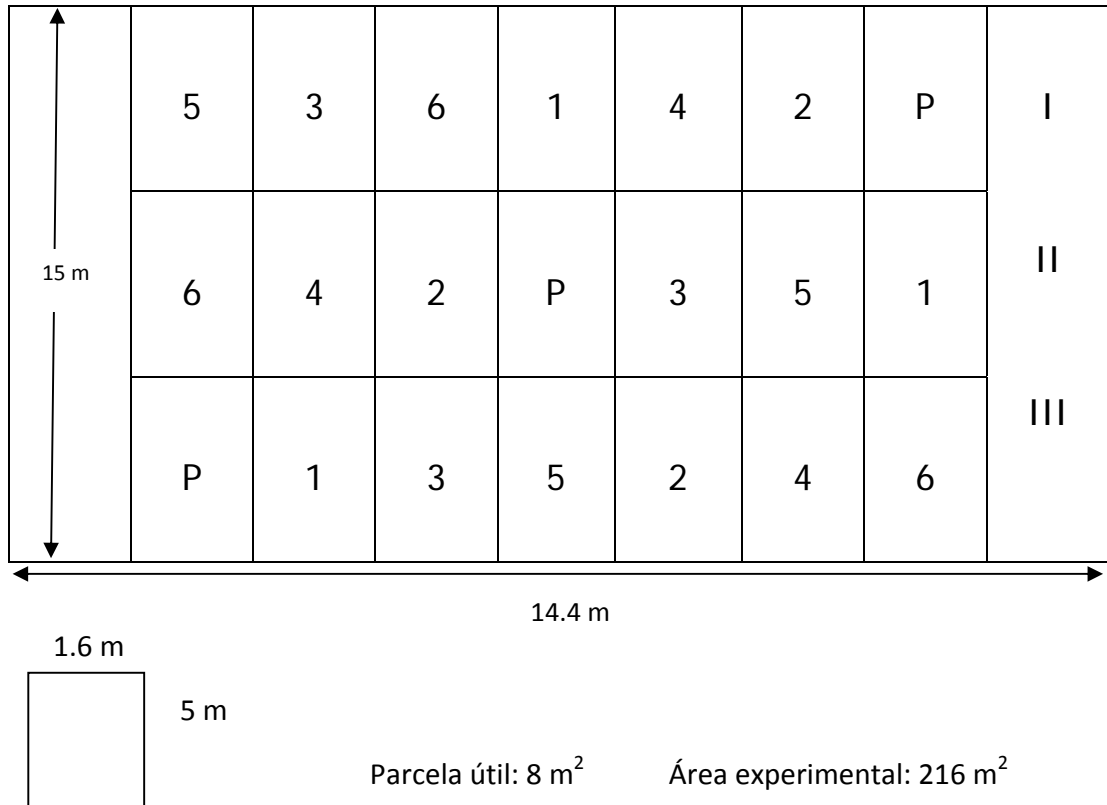 5 3 6 1 4 2 P I
15 m
6 4 2 P 3 5 1 II
P 1 3 5 2 4 6 III
14.4 m
1.6 m
5 m
Parcela útil: 8 m² Área experimental: 216 m²